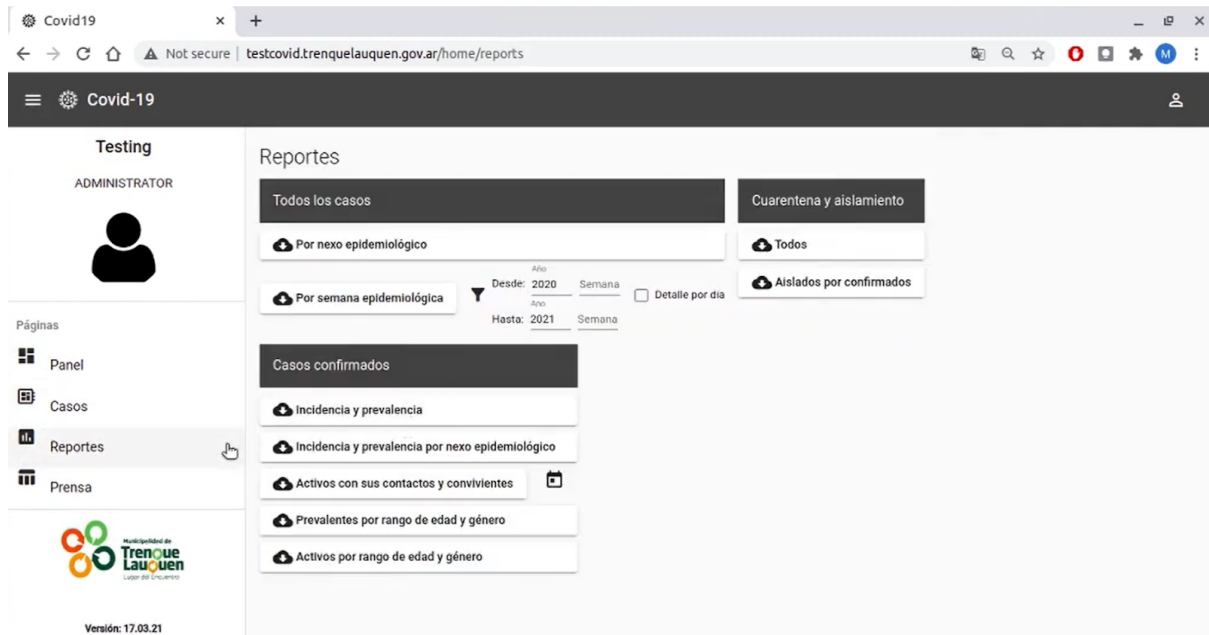 Covid19
Not secure | testcovid.trenquelauquen.gov.ar/home/reports
M
Covid-19
Testing
ADMINISTRATOR
Páginas
Panel
Casos
Reportes
Prensa
Municipalidad de
Trenque
Lauquen
Lugar del Encuentro
Versión: 17.03.21
Reportes
Todos los casos
Por nexo epidemiológico
Por semana epidemiológica
Año
Desde: 2020 Semana
Año
Hasta: 2021 Semana
Detalle por día
Cuarentena y aislamiento
Todos
Aislados por confirmados
Casos confirmados
Incidencia y prevalencia
Incidencia y prevalencia por nexo epidemiológico
Activos con sus contactos y convivientes
Prevalentes por rango de edad y género
Activos por rango de edad y género